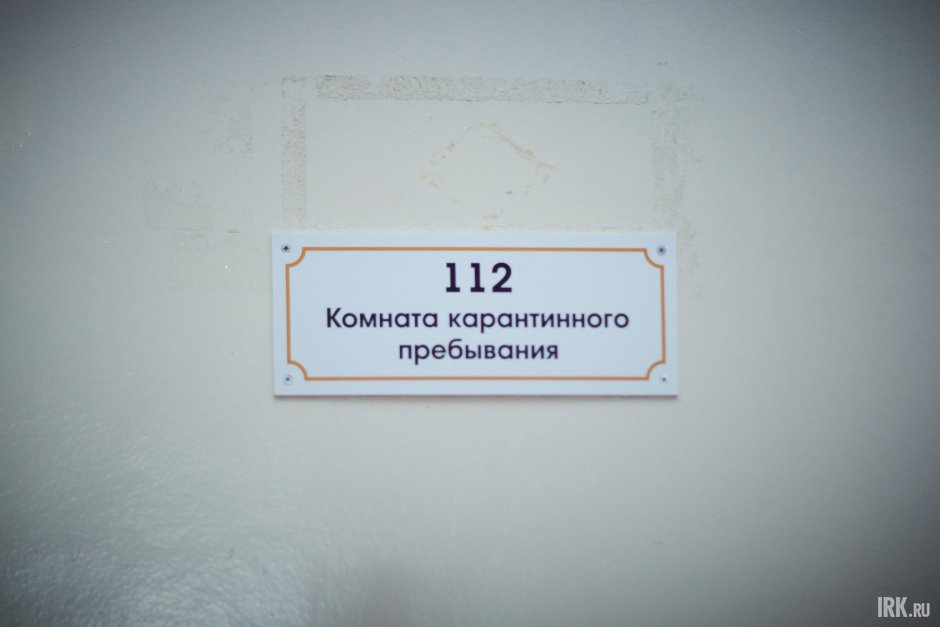 112
Комната карантинного
пребывания
IRK.RU